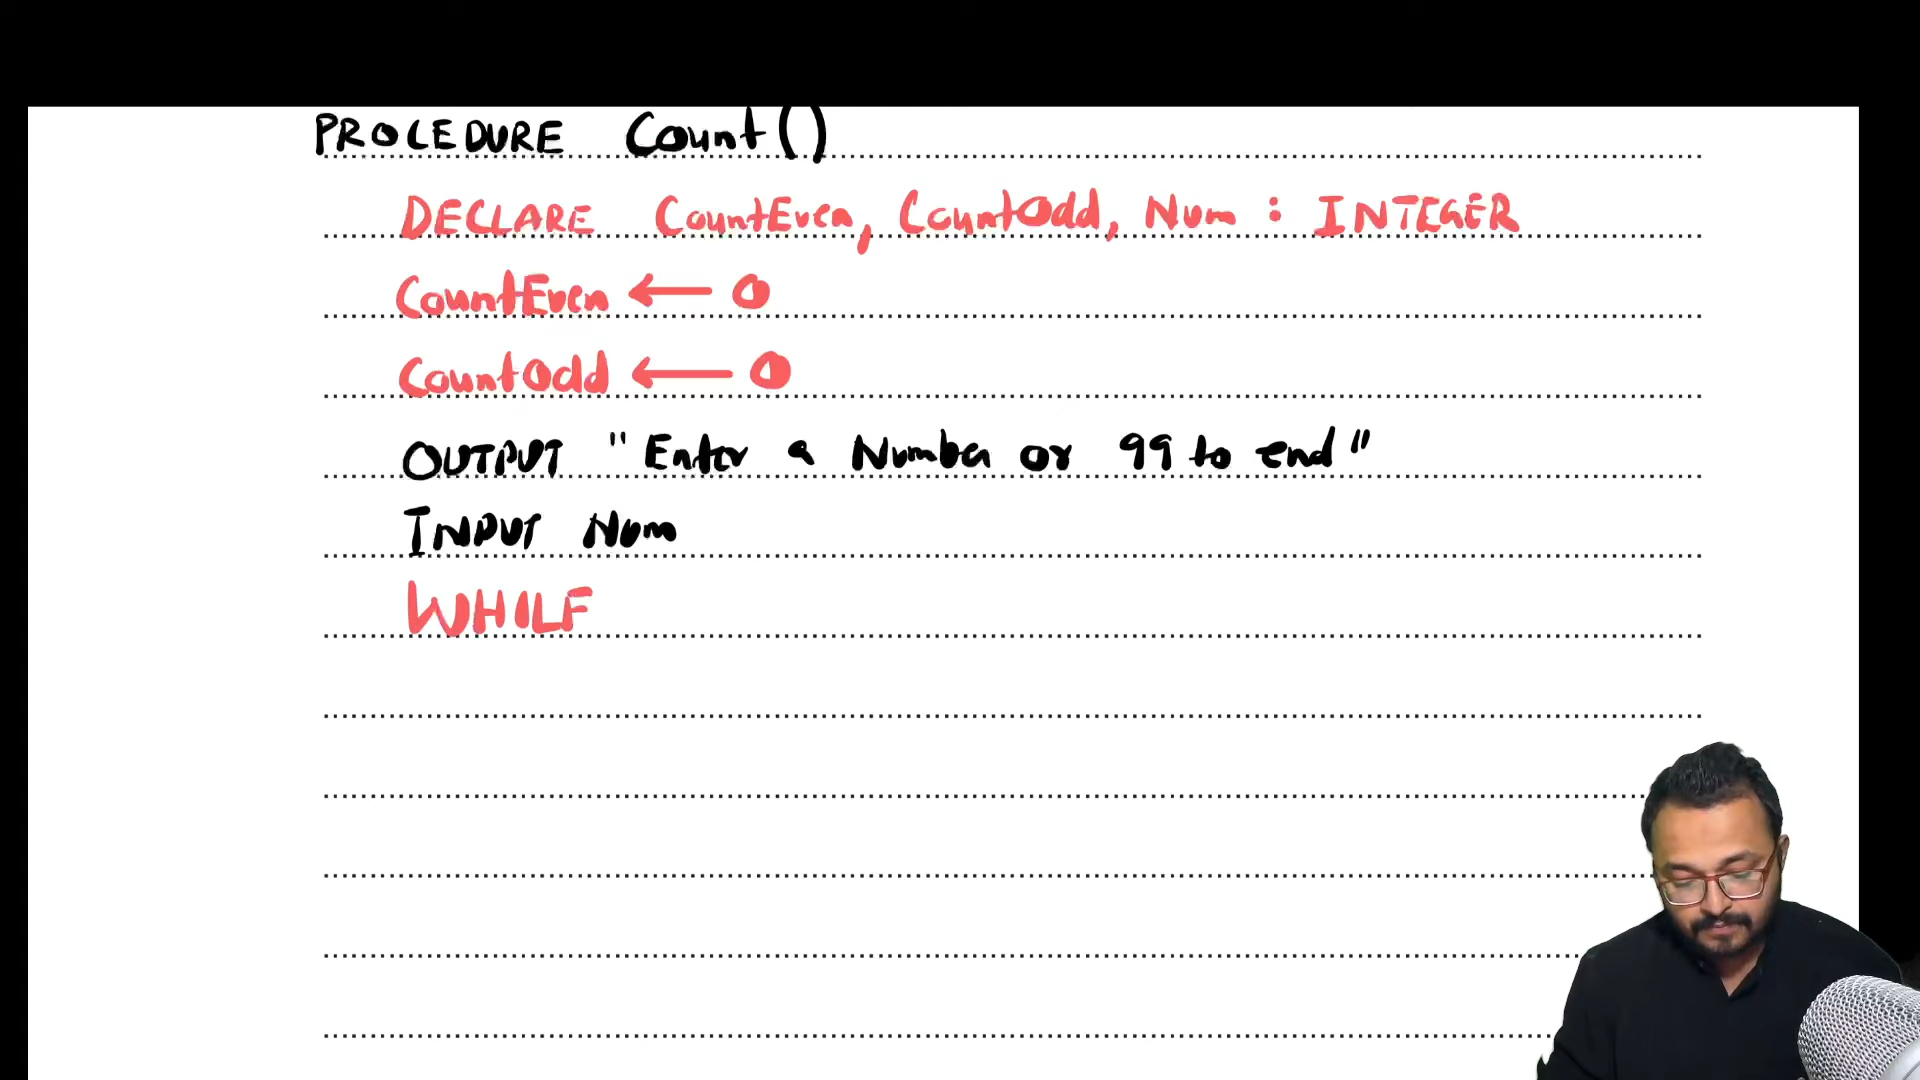 PROCEDURE Count()
DECLARE CountEven, CountOdd, Num : INTEGER
CountEven ← 0
CountOdd ← 0
OUTPUT "Enter a Number or 99 to end"
INPUT Num
WHILE